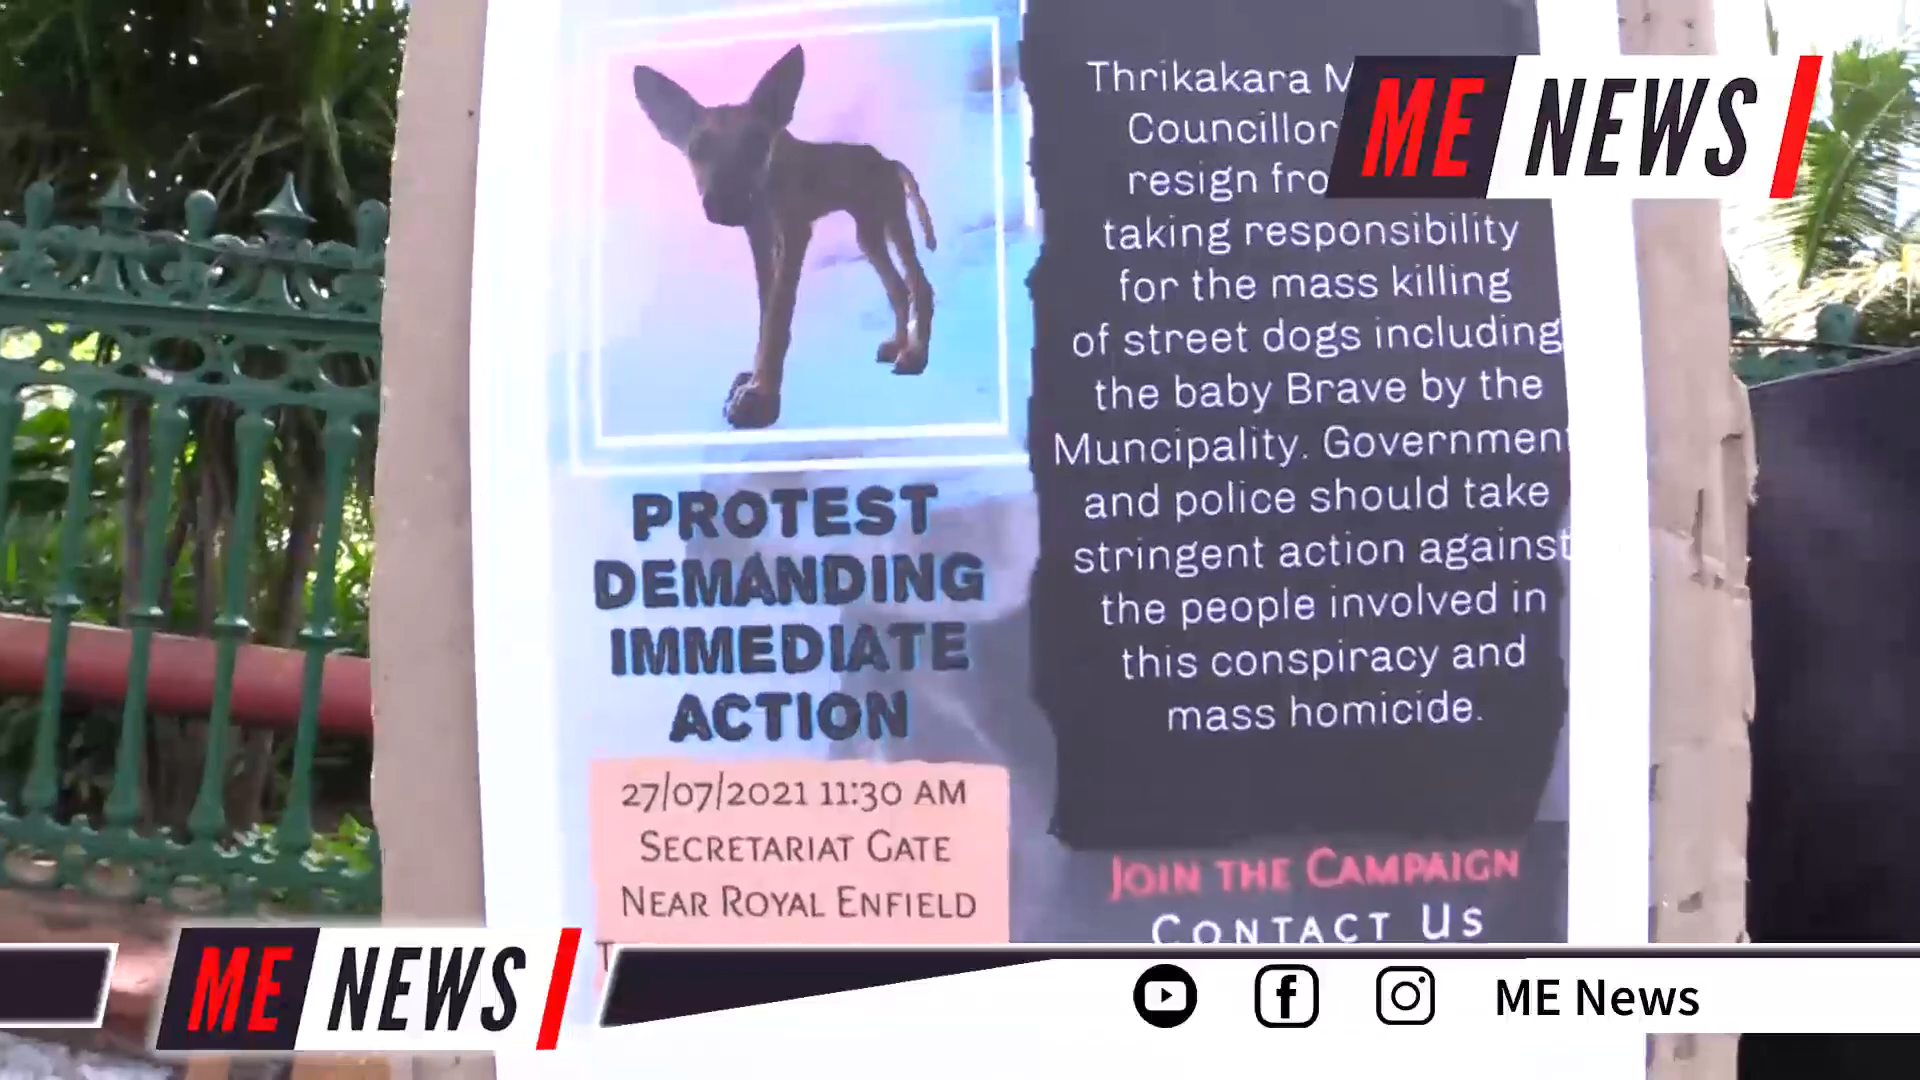 Thrikakara
Councillor
resign
taking responsibility
for the mass killing
of street dogs including
the baby Brave by the
Muncipality. Governmen
and police should take
stringent action against
the people involved in
this conspiracy and
mass homicide.
JOIN THE CAMPAIGN
CONTACT US
PROTEST
DEMANDING
IMMEDIATE
ACTION
27/07/2021 11:30 AM
SECRETARIAT GATE
NEAR ROYAL ENFIELD
ME NEWS
ME NEWS
ME News